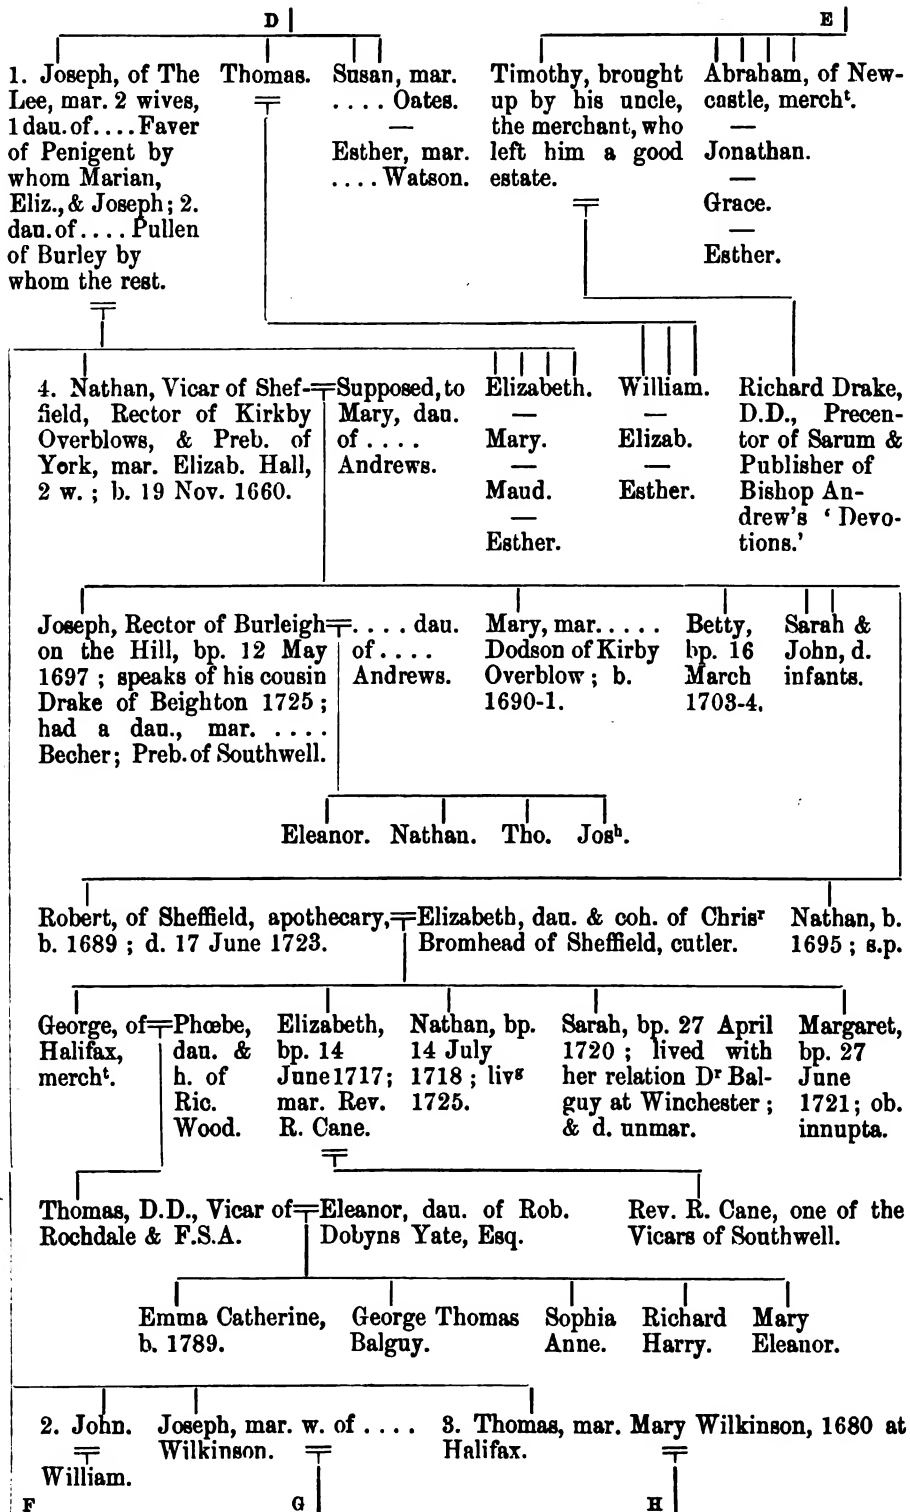 D
E
1. Joseph, of The
Lee, mar. 2 wives,
1 dau. of .... Faver
of Penigent by
whom Marian,
Eliz., & Joseph; 2.
dau. of .... Pullen
of Burley by
whom the rest.
Thomas.
Susan, mar.
.... Oates.
—
Esther, mar.
.... Watson.
Timothy, brought
up by his uncle,
the merchant, who
left him a good
estate.
Abraham, of New-
castle, mercht.
—
Jonathan.
—
Grace.
—
Esther.
4. Nathan, Vicar of Shef-
field, Rector of Kirkby
Overblows, & Preb. of
York, mar. Elizab. Hall,
2 w.; b. 19 Nov. 1660.
Supposed, to
Mary, dau.
of ....
Andrews.
Elizabeth.
—
Mary.
—
Maud.
—
Esther.
William.
—
Elizab.
—
Esther.
Richard Drake,
D.D., Precen-
tor of Sarum &
Publisher of
Bishop An-
drew's ‘ Devo-
tions.’
Joseph, Rector of Burleigh
on the Hill, bp. 12 May
1697; speaks of his cousin
Drake of Beighton 1725;
had a dau., mar. ....
Becher; Preb. of Southwell.
.... dau.
of ....
Andrews.
Mary, mar. ....
Dodson of Kirby
Overblow; b.
1690-1.
Betty,
bp. 16
March
1703-4.
Sarah &
John, d.
infants.
Eleanor. Nathan. Tho. Josh.
Robert, of Sheffield, apothecary,
b. 1689; d. 17 June 1723.
Elizabeth, dau. & coh. of Chrisr
Bromhead of Sheffield, cutler.
Nathan, b.
1695; s.p.
George, of
Halifax,
mercht.
Phœbe,
dau. &
h. of
Ric.
Wood.
Elizabeth,
bp. 14
June 1717;
mar. Rev.
R. Cane.
Nathan, bp.
14 July
1718; livg
1725.
Sarah, bp. 27 April
1720; lived with
her relation Dr Bal-
guy at Winchester;
& d. unmar.
Margaret,
bp. 27
June
1721; ob.
innupta.
Thomas, D.D., Vicar of
Rochdale & F.S.A.
Eleanor, dau. of Rob.
Dobyns Yate, Esq.
Rev. R. Cane, one of the
Vicars of Southwell.
Emma Catherine,
b. 1789.
George Thomas
Balguy.
Sophia
Anne.
Richard
Harry.
Mary
Eleanor.
2. John.
William.
Joseph, mar. w. of ....
Wilkinson.
3. Thomas, mar. Mary Wilkinson, 1680 at
Halifax.
F
G
H